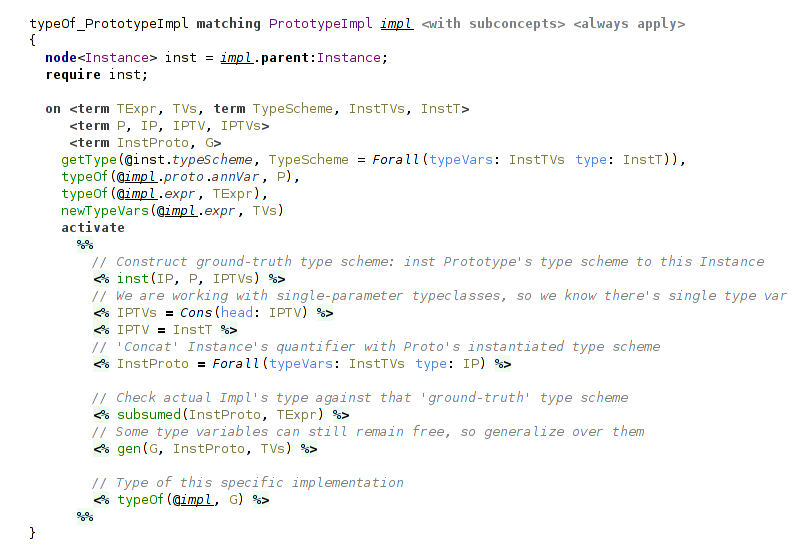 typeOf_PrototypeImpl matching PrototypeImpl impl <with subconcepts> <always apply>
{
node<Instance> inst = impl.parent:Instance;
require inst;
on <term TExpr, TVs, term TypeScheme, InstTVs, InstT>
<term P, IP, IPTV, IPTVs>
<term InstProto, G>
getType(@inst.typeScheme, TypeScheme = Forall(typeVars: InstTVs type: InstT)),
typeOf(@impl.proto.annVar, P),
typeOf(@impl.expr, TExpr),
newTypeVars(@impl.expr, TVs)
activate
%%
// Construct ground-truth type scheme: inst Prototype's type scheme to this Instance
<% inst(IP, P, IPTVs) %>
// We are working with single-parameter typeclasses, so we know there's single type var
<% IPTVs = Cons(head: IPTV) %>
<% IPTV = InstT %>
// 'Concat' Instance's quantifier with Proto's instantiated type scheme
<% InstProto = Forall(typeVars: InstTVs type: IP) %>
// Check actual Impl's type against that 'ground-truth' type scheme
<% subsumed(InstProto, TExpr) %>
// Some type variables can still remain free, so generalize over them
<% gen(G, InstProto, TVs) %>
// Type of this specific implementation
<% typeOf(@impl, G) %>
%%
}